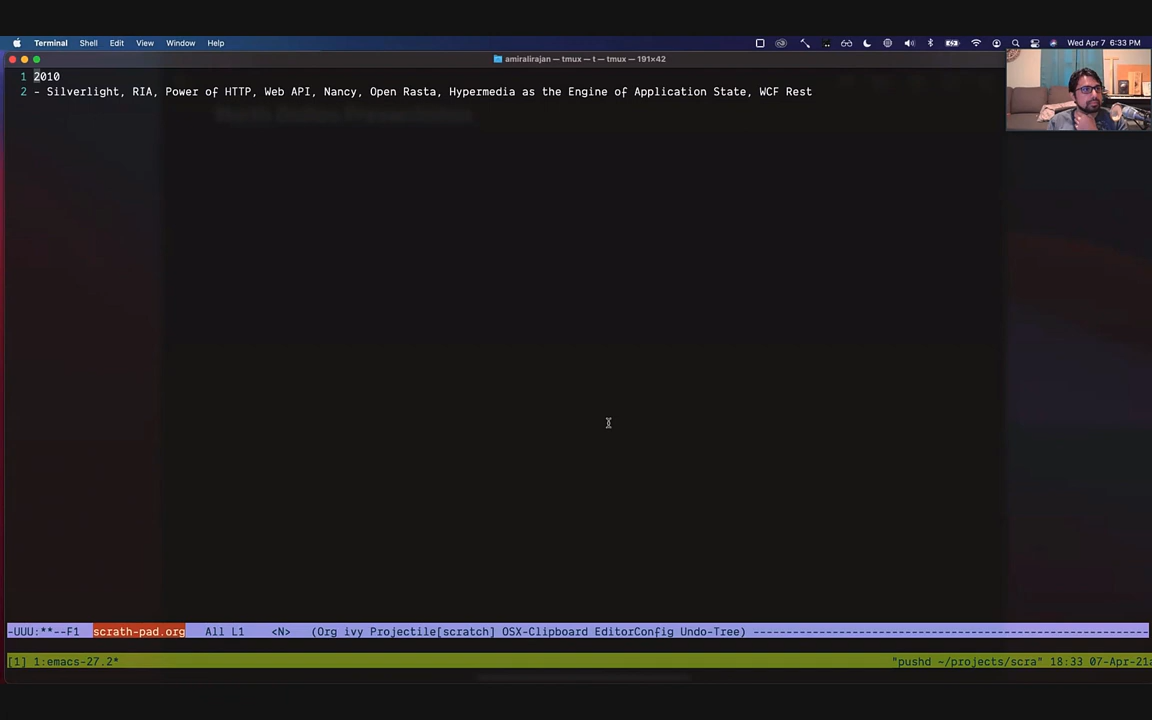 Terminal Shell Edit View Window Help Wed Apr 7 6:33 PM
amiralirajan — tmux — t — tmux — 191×42
1 2010
2 - Silverlight, RIA, Power of HTTP, Web API, Nancy, Open Rasta, Hypermedia as the Engine of Application State, WCF Rest
-UUU:**--F1 scrath-pad.org All L1 <N> (Org ivy Projectile[scratch] OSX-Clipboard EditorConfig Undo-Tree) ------------------------------------------------------------
[1] 1:emacs-27.2* "pushd ~/projects/scra" 18:33 07-Apr-21